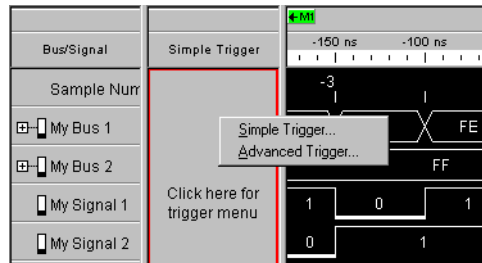 M1
Bus/Signal
Simple Trigger
-150 ns
-100 ns
Sample Num
-3
My Bus 1
Simple Trigger...
FE
Advanced Trigger...
My Bus 2
FF
Click here for
trigger menu
My Signal 1
1
0
1
My Signal 2
0
1